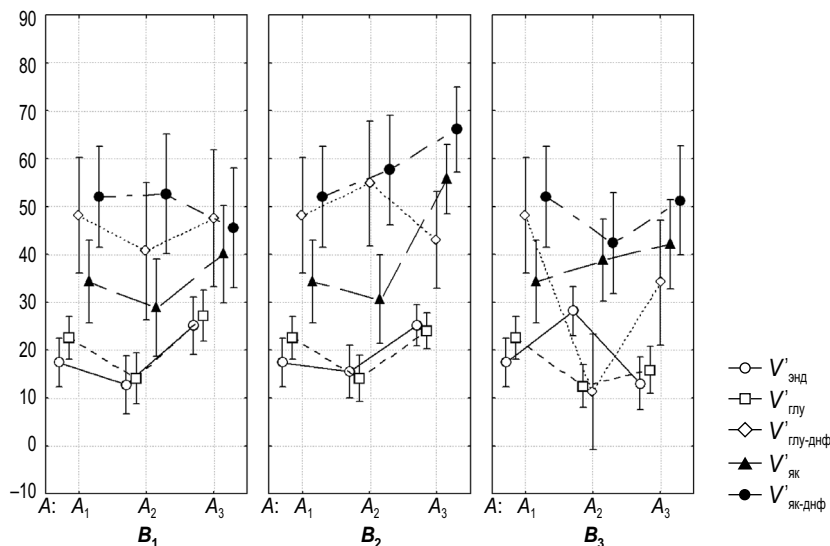 90
80
70
60
50
40
30
20
10
0
–10
A: A₁ A₂ A₃ A: A₁ A₂ A₃ A: A₁ A₂ A₃
B₁ B₂ B₃
V’энд
V’глу
V’глу-днф
V’як
V’як-днф